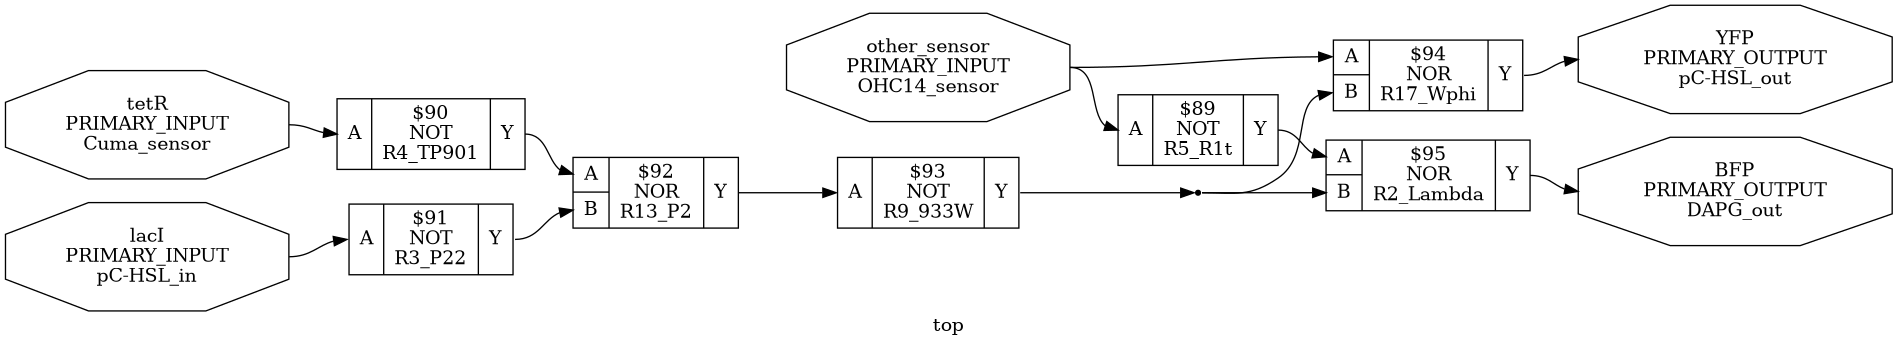 tetR
PRIMARY_INPUT
Cuma_sensor
lacI
PRIMARY_INPUT
pC-HSL_in
A
$90
NOT
R4_TP901
Y
A
$91
NOT
R3_P22
Y
A
B
$92
NOR
R13_P2
Y
other_sensor
PRIMARY_INPUT
OHC14_sensor
A
$93
NOT
R9_933W
Y
A
$89
NOT
R5_R1t
Y
A
B
$94
NOR
R17_Wphi
Y
A
B
$95
NOR
R2_Lambda
Y
YFP
PRIMARY_OUTPUT
pC-HSL_out
BFP
PRIMARY_OUTPUT
DAPG_out
top